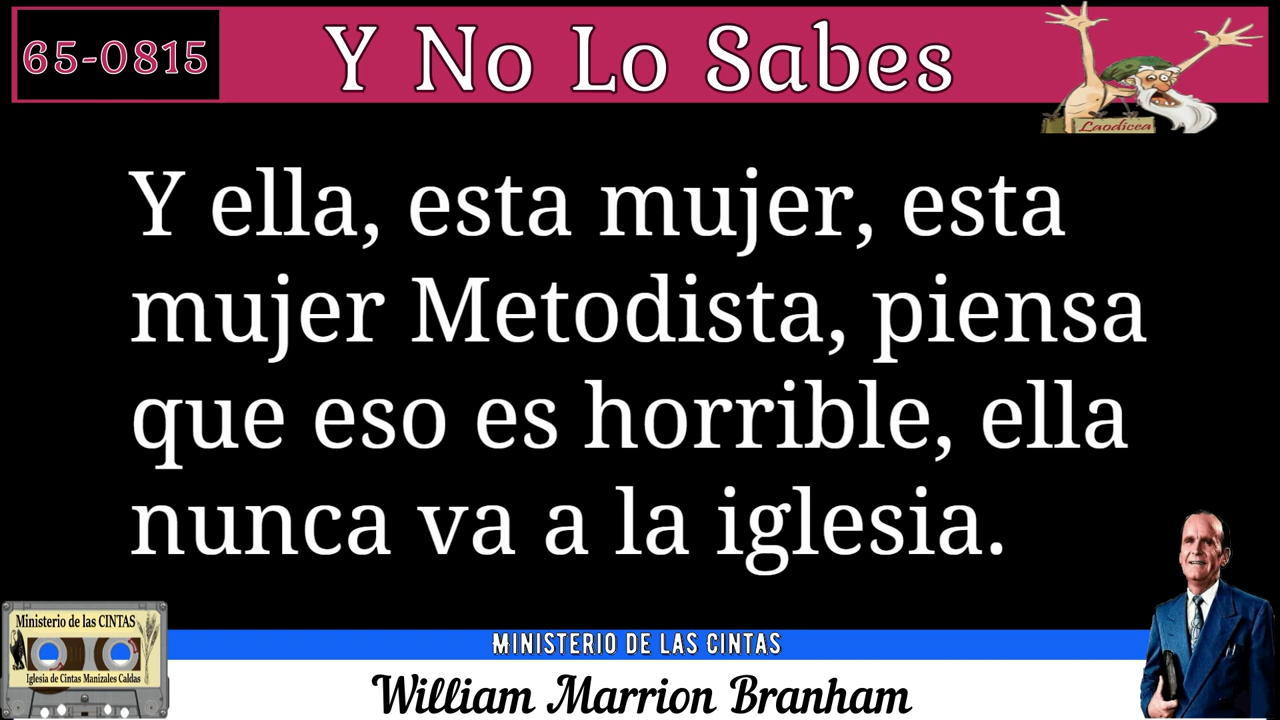 65-0815
Y No Lo Sabes
Laodicea
Y ella, esta mujer, esta
mujer Metodista, piensa
que eso es horrible, ella
nunca va a la iglesia.
Ministerio de las CINTAS
Iglesia de Cintas Manizales Caldas
MINISTERIO DE LAS CINTAS
William Marrion Branham